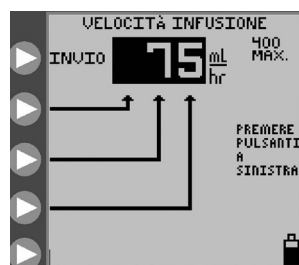 VELOCITÀ INFUSIONE
INVIO 75 ml/hr
400 MAX.
PREMERE
PULSANTI
A
SINISTRA